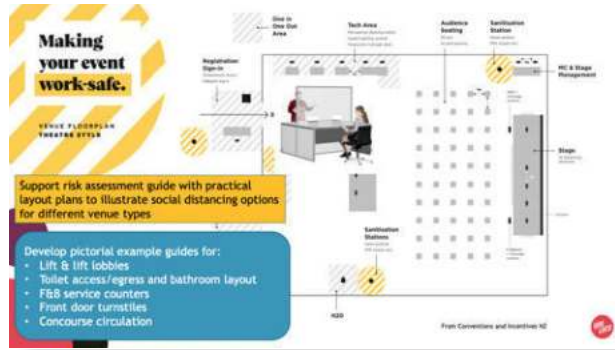 Making
your event
work-safe.
VENUE FLOORPLAN
THEATRE STYLE
One in
One Out
Area
Tech Area
Audience
Seating
Sanitisation
Station
MC & Stage
Management
Registration
Sign-in
Stage
Sanitisation
Stations
H2O
Support risk assessment guide with practical
layout plans to illustrate social distancing options
for different venue types
Develop pictorial example guides for:
• Lift & lift lobbies
• Toilet access/egress and bathroom layout
• F&B service counters
• Front door turnstiles
• Concourse circulation
From Conventions and Incentives NZ